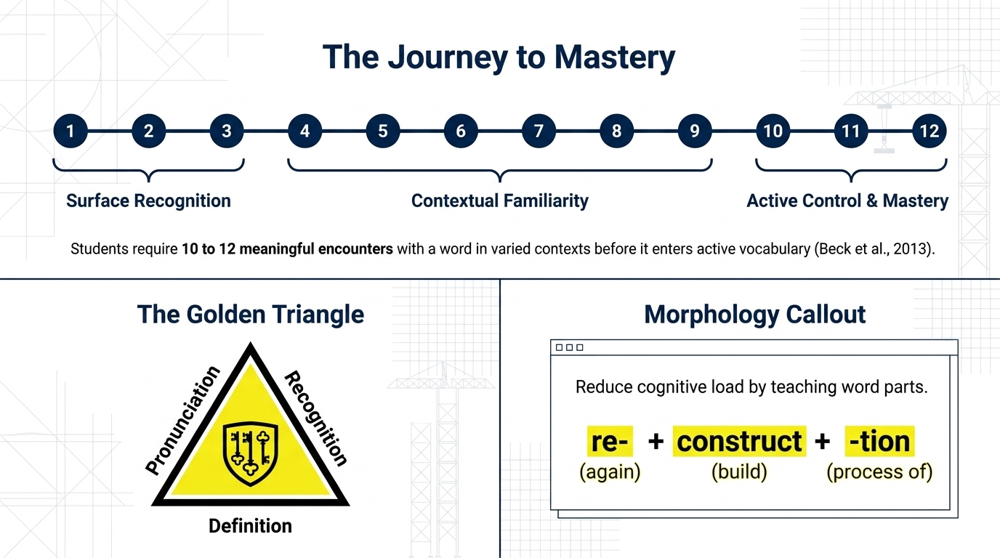 The Journey to Mastery
1 2 3 4 5 6 7 8 9 10 11 12
Surface Recognition
Contextual Familiarity
Active Control & Mastery
Students require 10 to 12 meaningful encounters with a word in varied contexts before it enters active vocabulary (Beck et al., 2013).
The Golden Triangle
Pronunciation
Recognition
Definition
Morphology Callout
Reduce cognitive load by teaching word parts.
re- + construct + -tion
(again) (build) (process of)